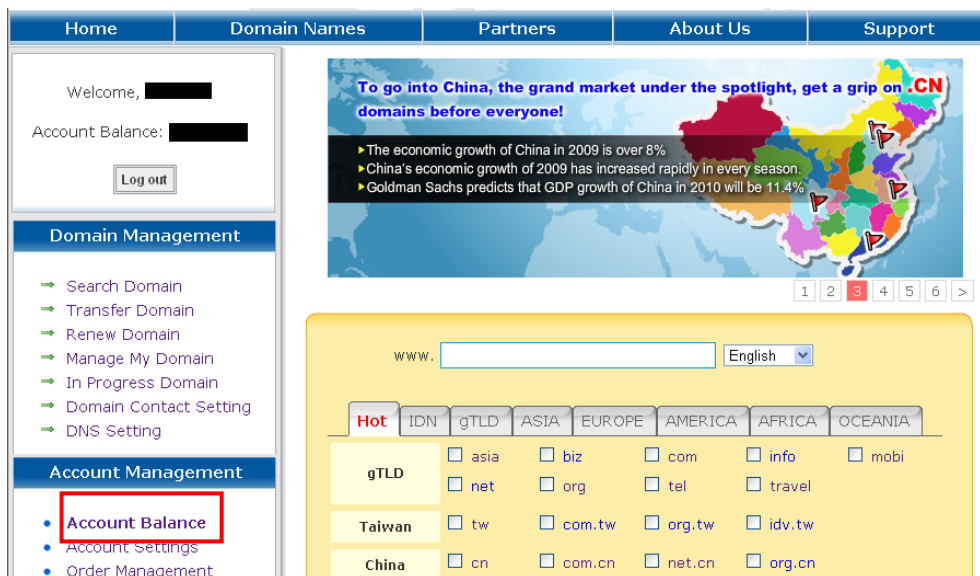 Home Domain Names Partners About Us Support
Welcome,
Account Balance:
Log out
Domain Management
Search Domain
Transfer Domain
Renew Domain
Manage My Domain
In Progress Domain
Domain Contact Setting
DNS Setting
Account Management
Account Balance
Account Settings
Order Management
To go into China, the grand market under the spotlight, get a grip on .CN
domains before everyone!
The economic growth of China in 2009 is over 8%
China's economic growth of 2009 has increased rapidly in every season.
Goldman Sachs predicts that GDP growth of China in 2010 will be 11.4%
1 2 3 4 5 6 >
www. English
Hot IDN gTLD ASIA EUROPE AMERICA AFRICA OCEANIA
gTLD asia biz com info mobi
net org tel travel
Taiwan tw com.tw org.tw idv.tw
China cn com.cn net.cn org.cn